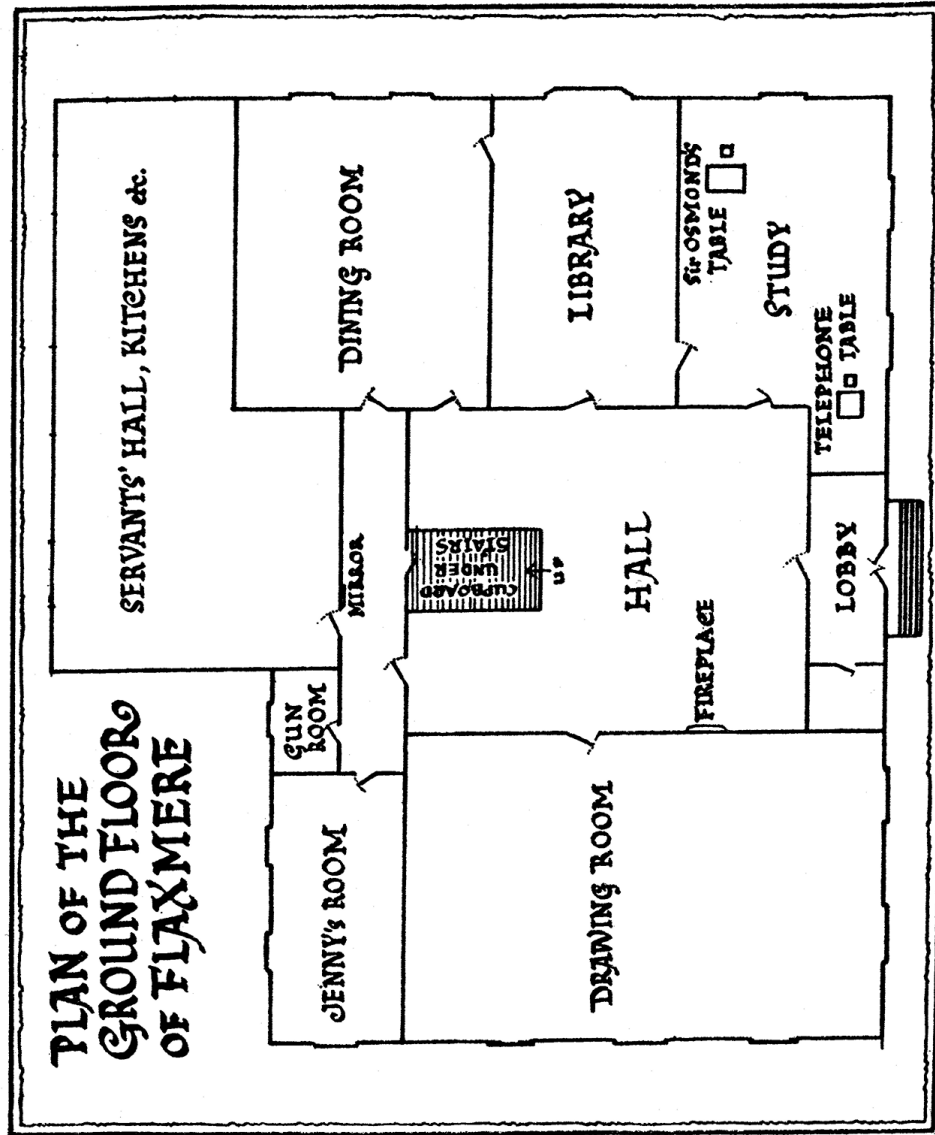 PLAN OF THE
GROUND FLOOR
OF FLAXMERE
SERVANTS' HALL, KITCHENS etc.
JENNY's ROOM
GUN
ROOM
MIRROR
DINING ROOM
CUPBOARD
UNDER
STAIRS
UP
DRAWING ROOM
FIREPLACE
HALL
LIBRARY
Sir OSMOND'S
TABLE
STUDY
TELEPHONE
TABLE
LOBBY